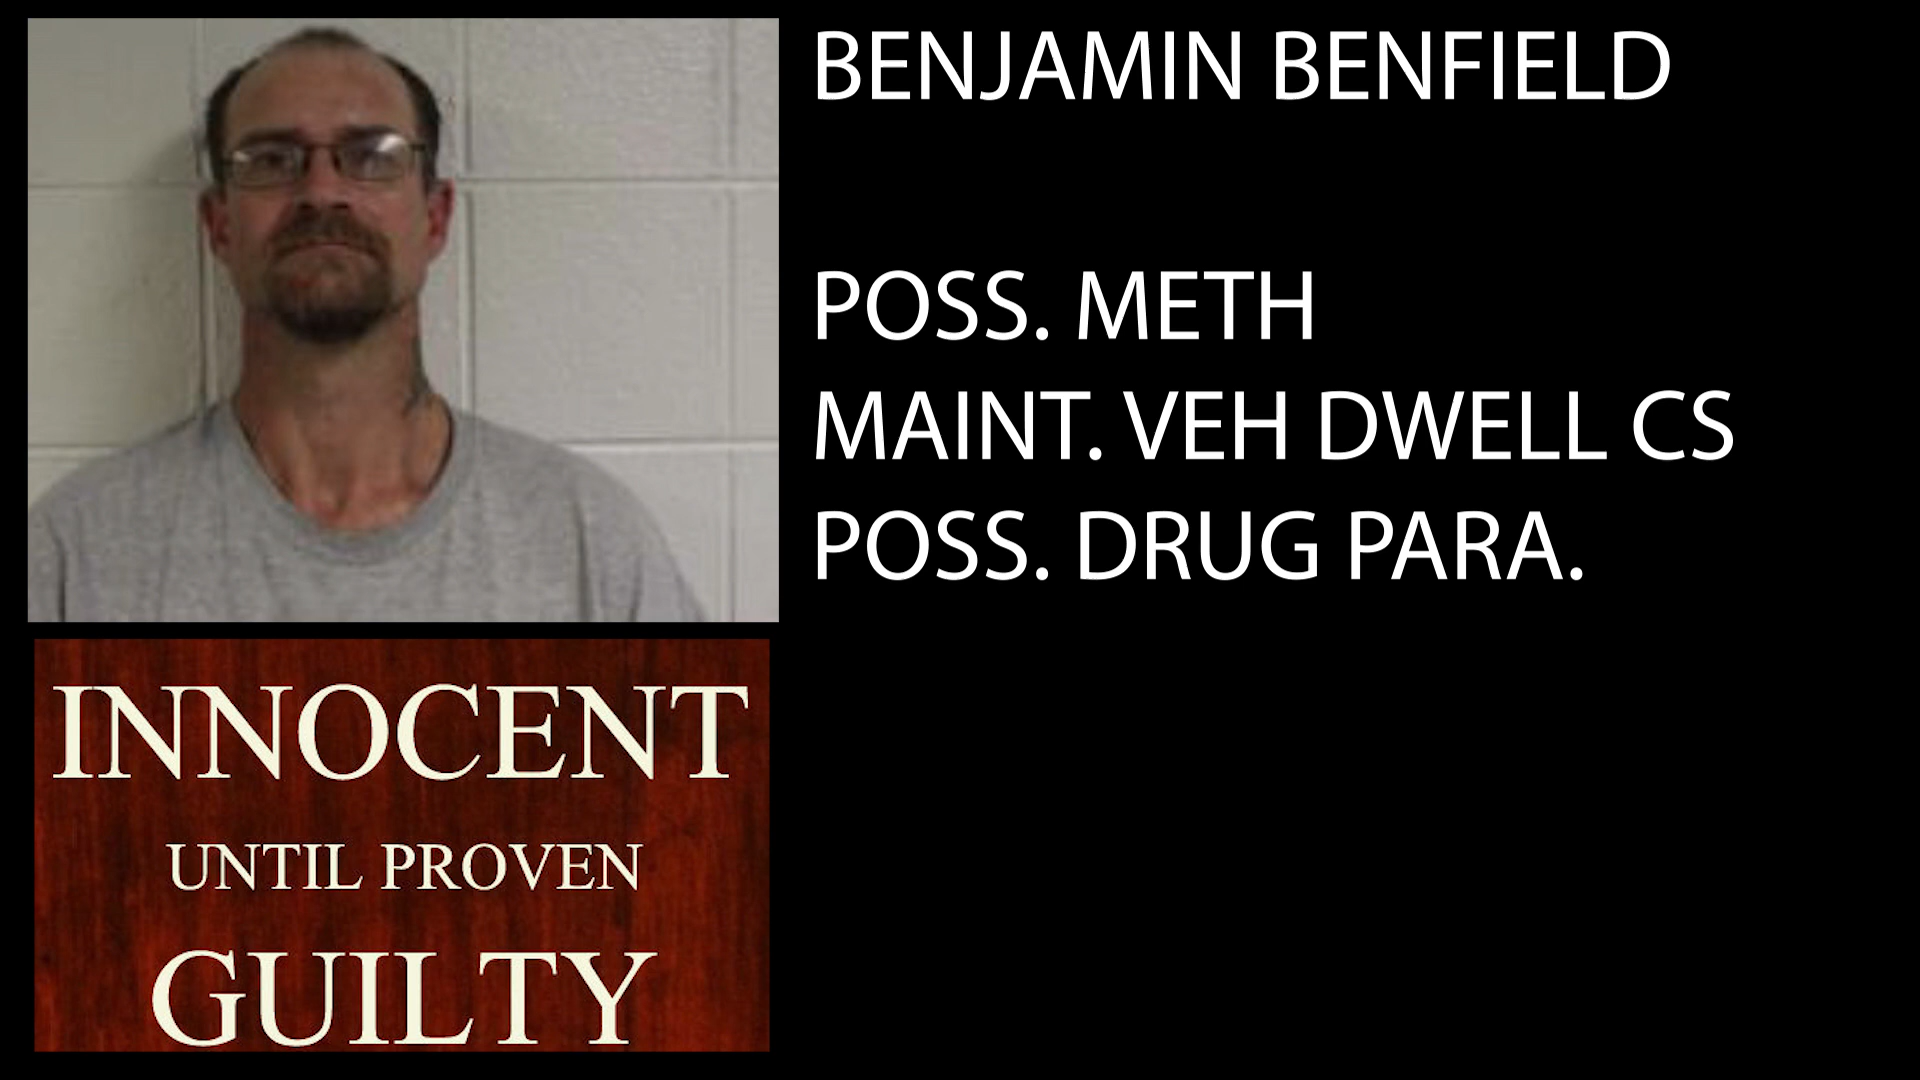 BENJAMIN BENFIELD
POSS. METH
MAINT. VEH DWELL CS
POSS. DRUG PARA.
INNOCENT
UNTIL PROVEN
GUILTY